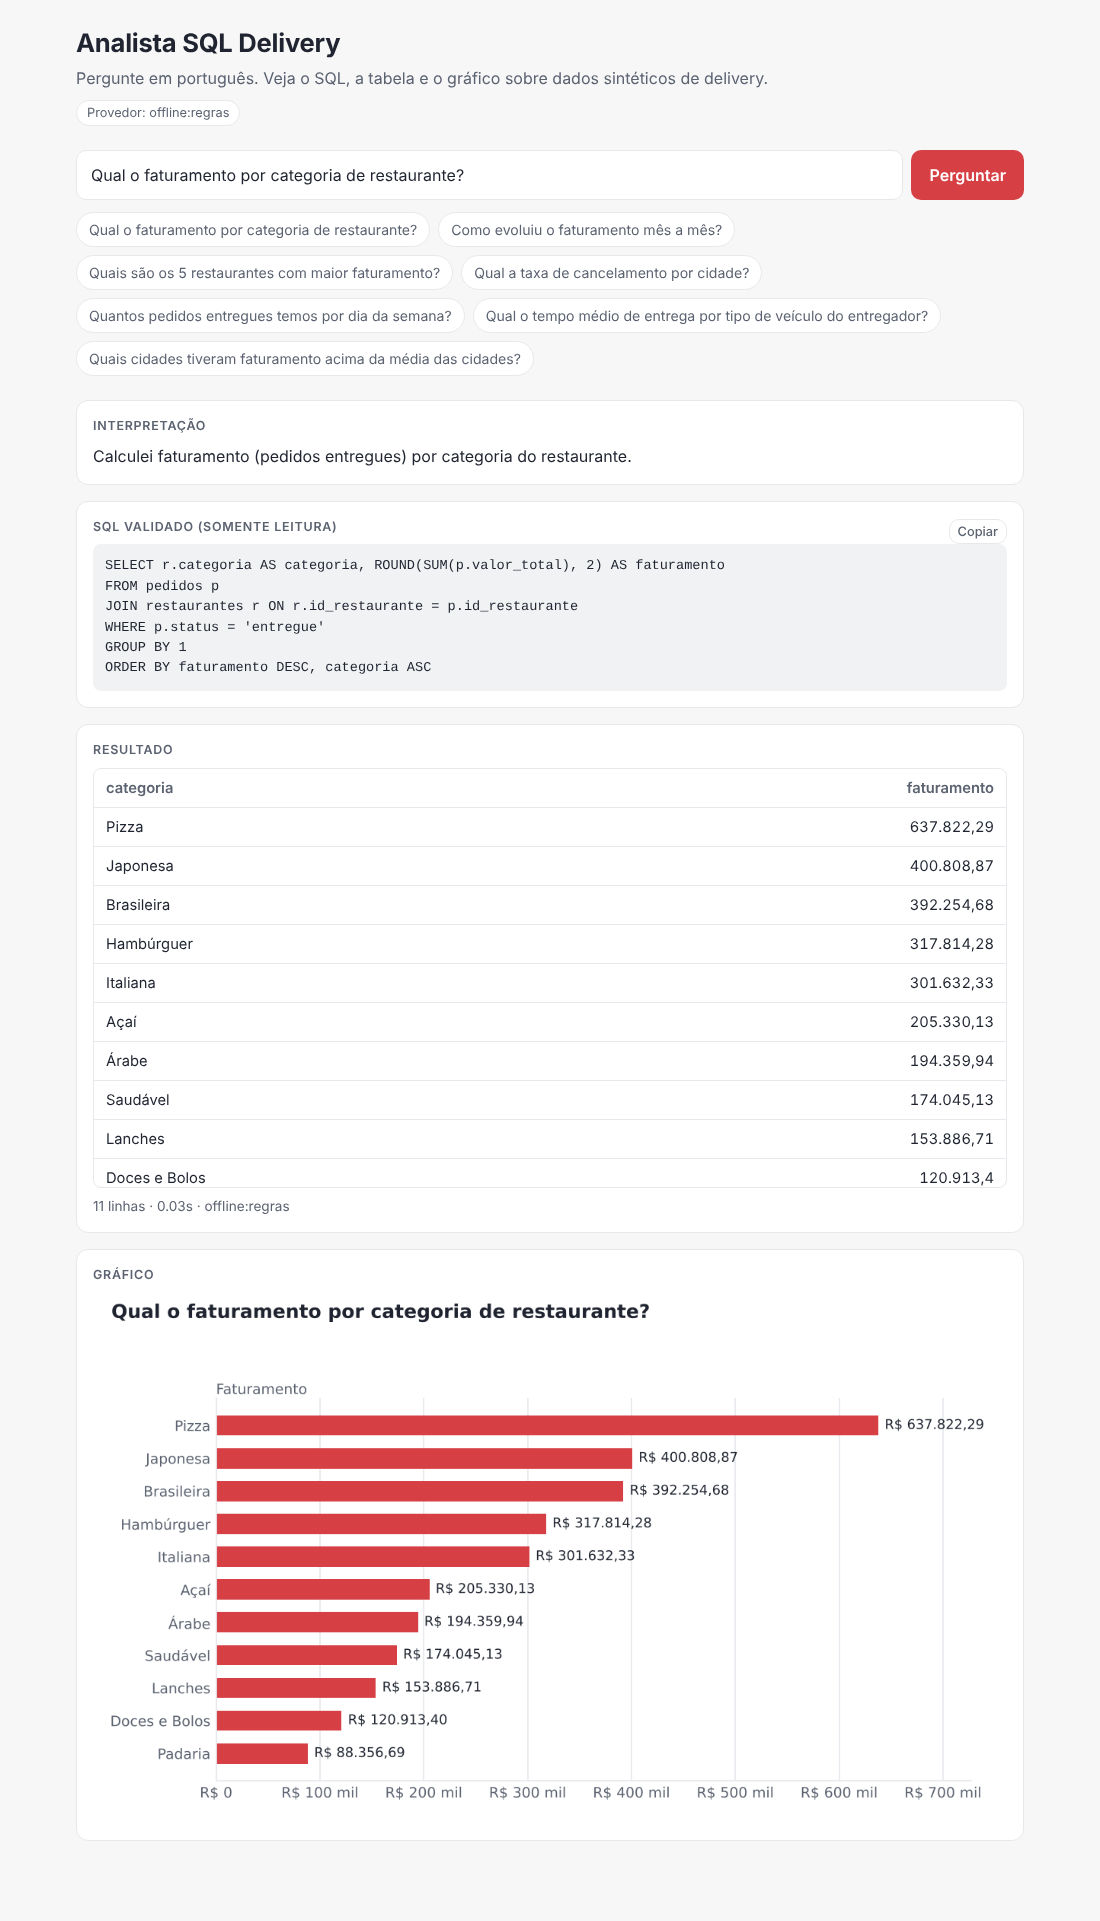 Analista SQL Delivery
Pergunte em português. Veja o SQL, a tabela e o gráfico sobre dados sintéticos de delivery.
Provedor: offline:regras
Qual o faturamento por categoria de restaurante?
Perguntar
Qual o faturamento por categoria de restaurante?
Como evoluiu o faturamento mês a mês?
Quais são os 5 restaurantes com maior faturamento?
Qual a taxa de cancelamento por cidade?
Quantos pedidos entregues temos por dia da semana?
Qual o tempo médio de entrega por tipo de veículo do entregador?
Quais cidades tiveram faturamento acima da média das cidades?
INTERPRETAÇÃO
Calculei faturamento (pedidos entregues) por categoria do restaurante.
SQL VALIDADO (SOMENTE LEITURA)
Copiar
SELECT r.categoria AS categoria, ROUND(SUM(p.valor_total), 2) AS faturamento
FROM pedidos p
JOIN restaurantes r ON r.id_restaurante = p.id_restaurante
WHERE p.status = 'entregue'
GROUP BY 1
ORDER BY faturamento DESC, categoria ASC
RESULTADO
categoria faturamento
Pizza 637.822,29
Japonesa 400.808,87
Brasileira 392.254,68
Hambúrguer 317.814,28
Italiana 301.632,33
Açaí 205.330,13
Árabe 194.359,94
Saudável 174.045,13
Lanches 153.886,71
Doces e Bolos 120.913,4
11 linhas · 0.03s · offline:regras
GRÁFICO
Qual o faturamento por categoria de restaurante?
Faturamento
Pizza R$ 637.822,29
Japonesa R$ 400.808,87
Brasileira R$ 392.254,68
Hambúrguer R$ 317.814,28
Italiana R$ 301.632,33
Açaí R$ 205.330,13
Árabe R$ 194.359,94
Saudável R$ 174.045,13
Lanches R$ 153.886,71
Doces e Bolos R$ 120.913,40
Padaria R$ 88.356,69
R$ 0 R$ 100 mil R$ 200 mil R$ 300 mil R$ 400 mil R$ 500 mil R$ 600 mil R$ 700 mil